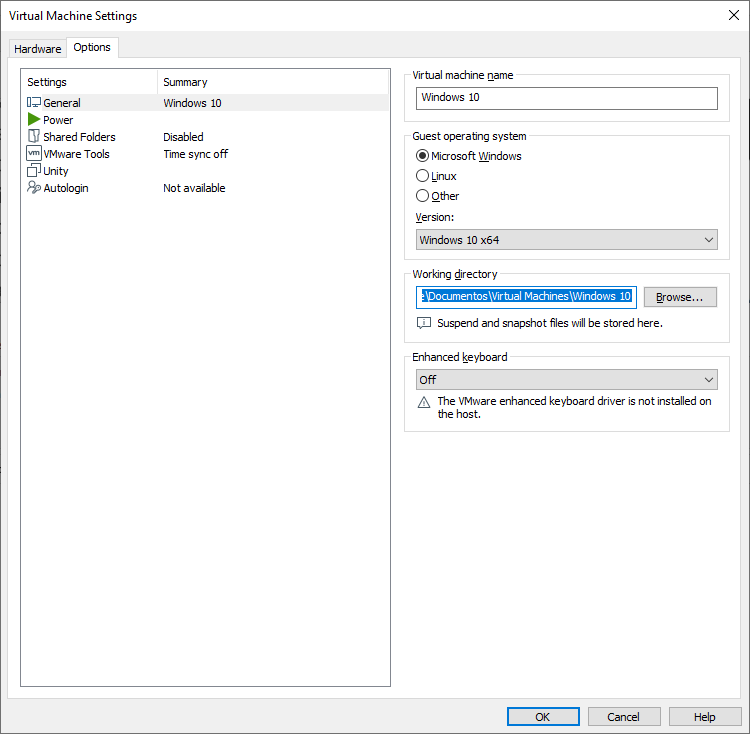 Virtual Machine Settings
Hardware
Options
Settings Summary
General Windows 10
Power
Shared Folders Disabled
VMware Tools Time sync off
Unity
Autologin Not available
Virtual machine name
Windows 10
Guest operating system
Microsoft Windows
Linux
Other
Version:
Windows 10 x64
Working directory
e\Documentos\Virtual Machines\Windows 10
Browse...
Suspend and snapshot files will be stored here.
Enhanced keyboard
Off
The VMware enhanced keyboard driver is not installed on
the host.
OK
Cancel
Help